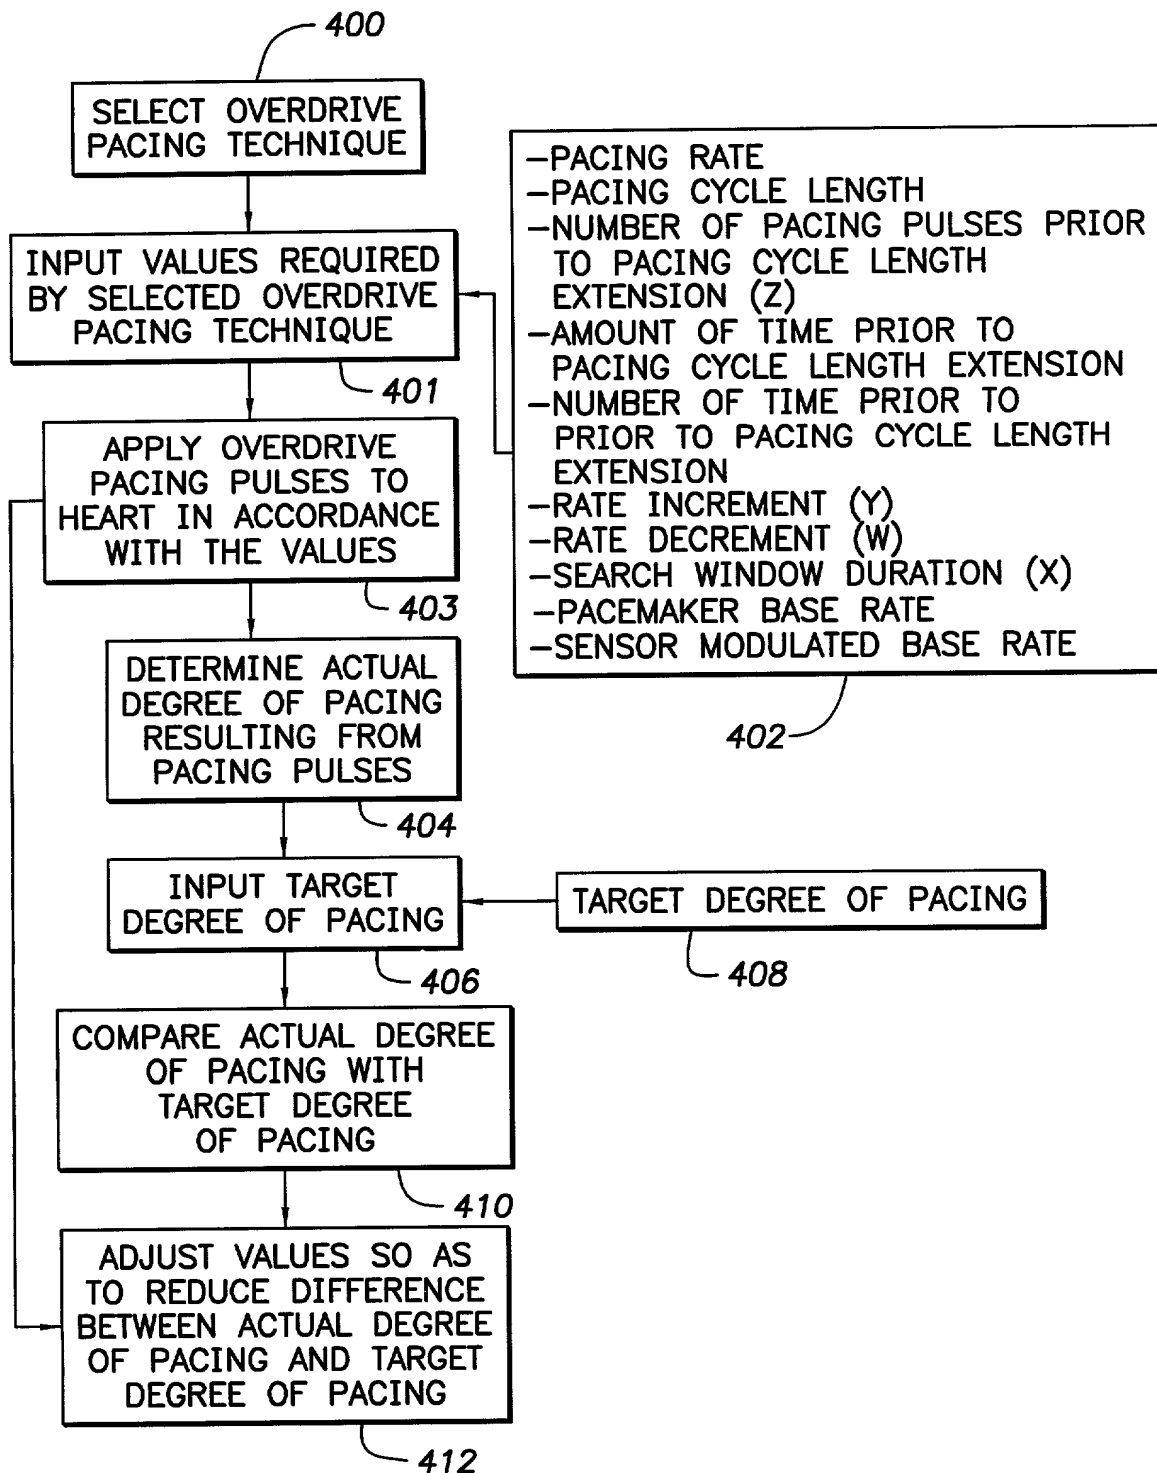 400
SELECT OVERDRIVE
PACING TECHNIQUE
INPUT VALUES REQUIRED
BY SELECTED OVERDRIVE
PACING TECHNIQUE
401
-PACING RATE
-PACING CYCLE LENGTH
-NUMBER OF PACING PULSES PRIOR
TO PACING CYCLE LENGTH
EXTENSION (Z)
-AMOUNT OF TIME PRIOR TO
PACING CYCLE LENGTH EXTENSION
-NUMBER OF TIME PRIOR TO
PRIOR TO PACING CYCLE LENGTH
EXTENSION
-RATE INCREMENT (Y)
-RATE DECREMENT (W)
-SEARCH WINDOW DURATION (X)
-PACEMAKER BASE RATE
-SENSOR MODULATED BASE RATE
402
APPLY OVERDRIVE
PACING PULSES TO
HEART IN ACCORDANCE
WITH THE VALUES
403
DETERMINE ACTUAL
DEGREE OF PACING
RESULTING FROM
PACING PULSES
404
INPUT TARGET
DEGREE OF PACING
406
TARGET DEGREE OF PACING
408
COMPARE ACTUAL DEGREE
OF PACING WITH
TARGET DEGREE
OF PACING
410
ADJUST VALUES SO AS
TO REDUCE DIFFERENCE
BETWEEN ACTUAL DEGREE
OF PACING AND TARGET
DEGREE OF PACING
412